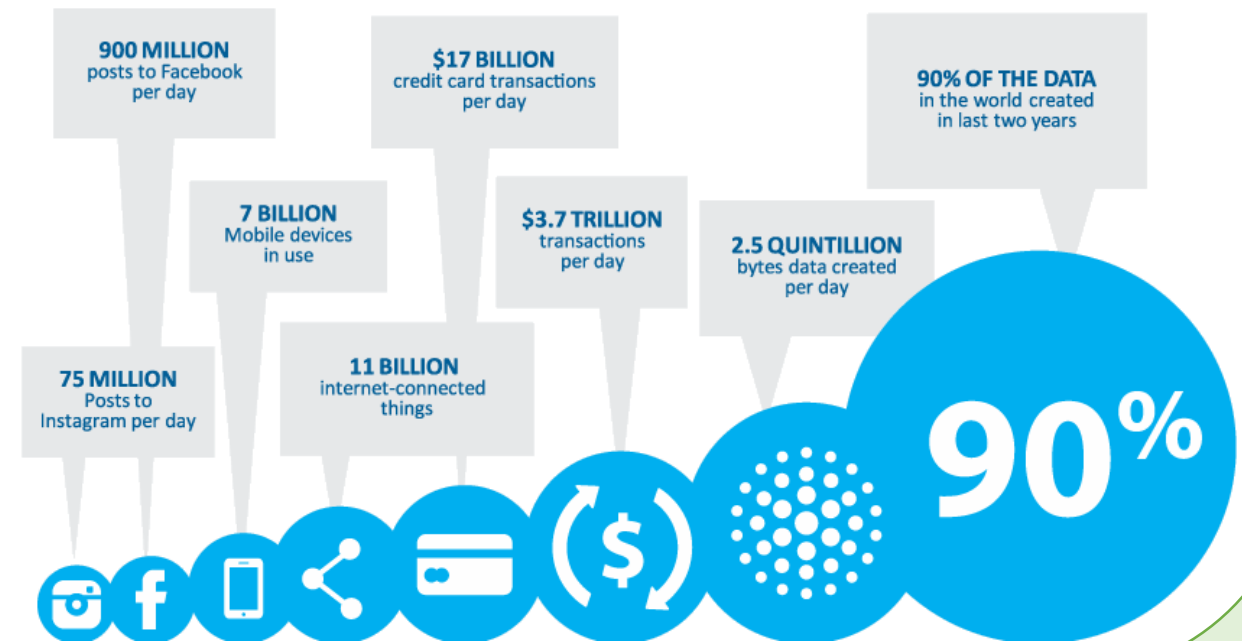 900 MILLION
posts to Facebook
per day
$17 BILLION
credit card transactions
per day
90% OF THE DATA
in the world created
in last two years
7 BILLION
Mobile devices
in use
$3.7 TRILLION
transactions
per day
2.5 QUINTILLION
bytes data created
per day
75 MILLION
Posts to
Instagram per day
11 BILLION
internet-connected
things
90%
$
f